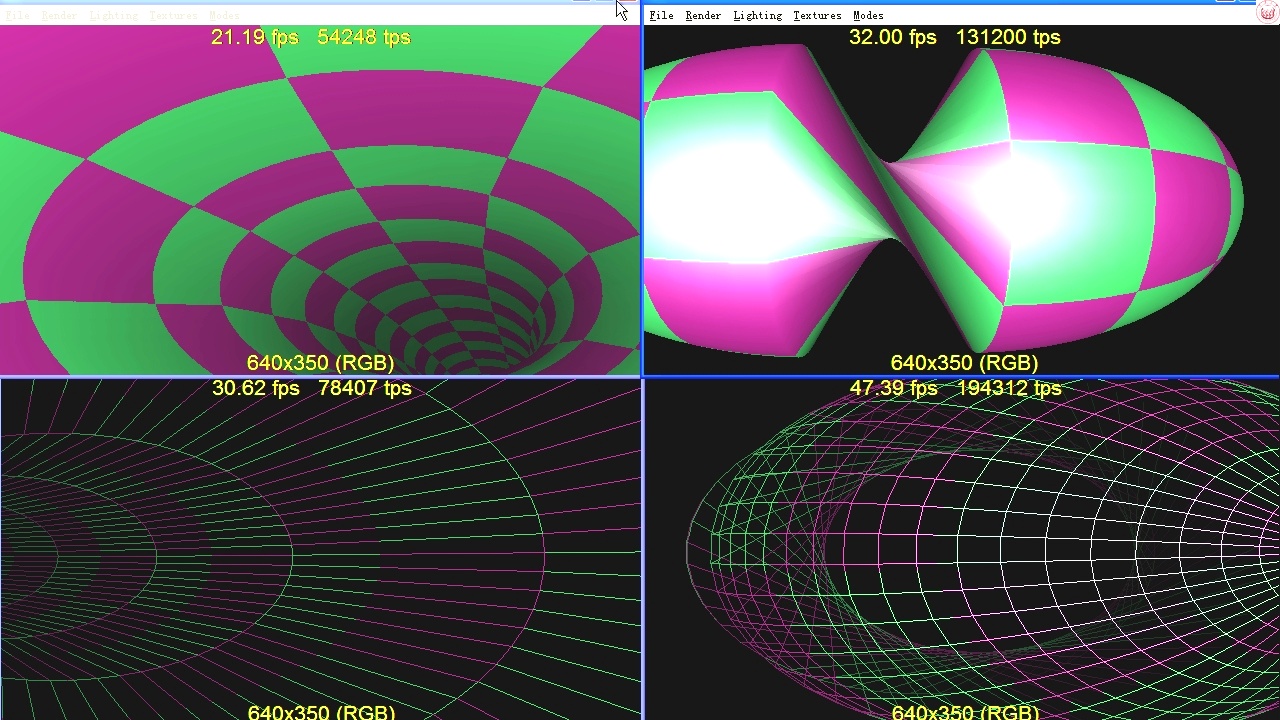 File Render Lighting Textures Modes
21.19 fps 54248 tps
640x350 (RGB)
File Render Lighting Textures Modes
32.00 fps 131200 tps
640x350 (RGB)
30.62 fps 78407 tps
640x350 (RGB)
47.39 fps 194312 tps
640x350 (RGB)